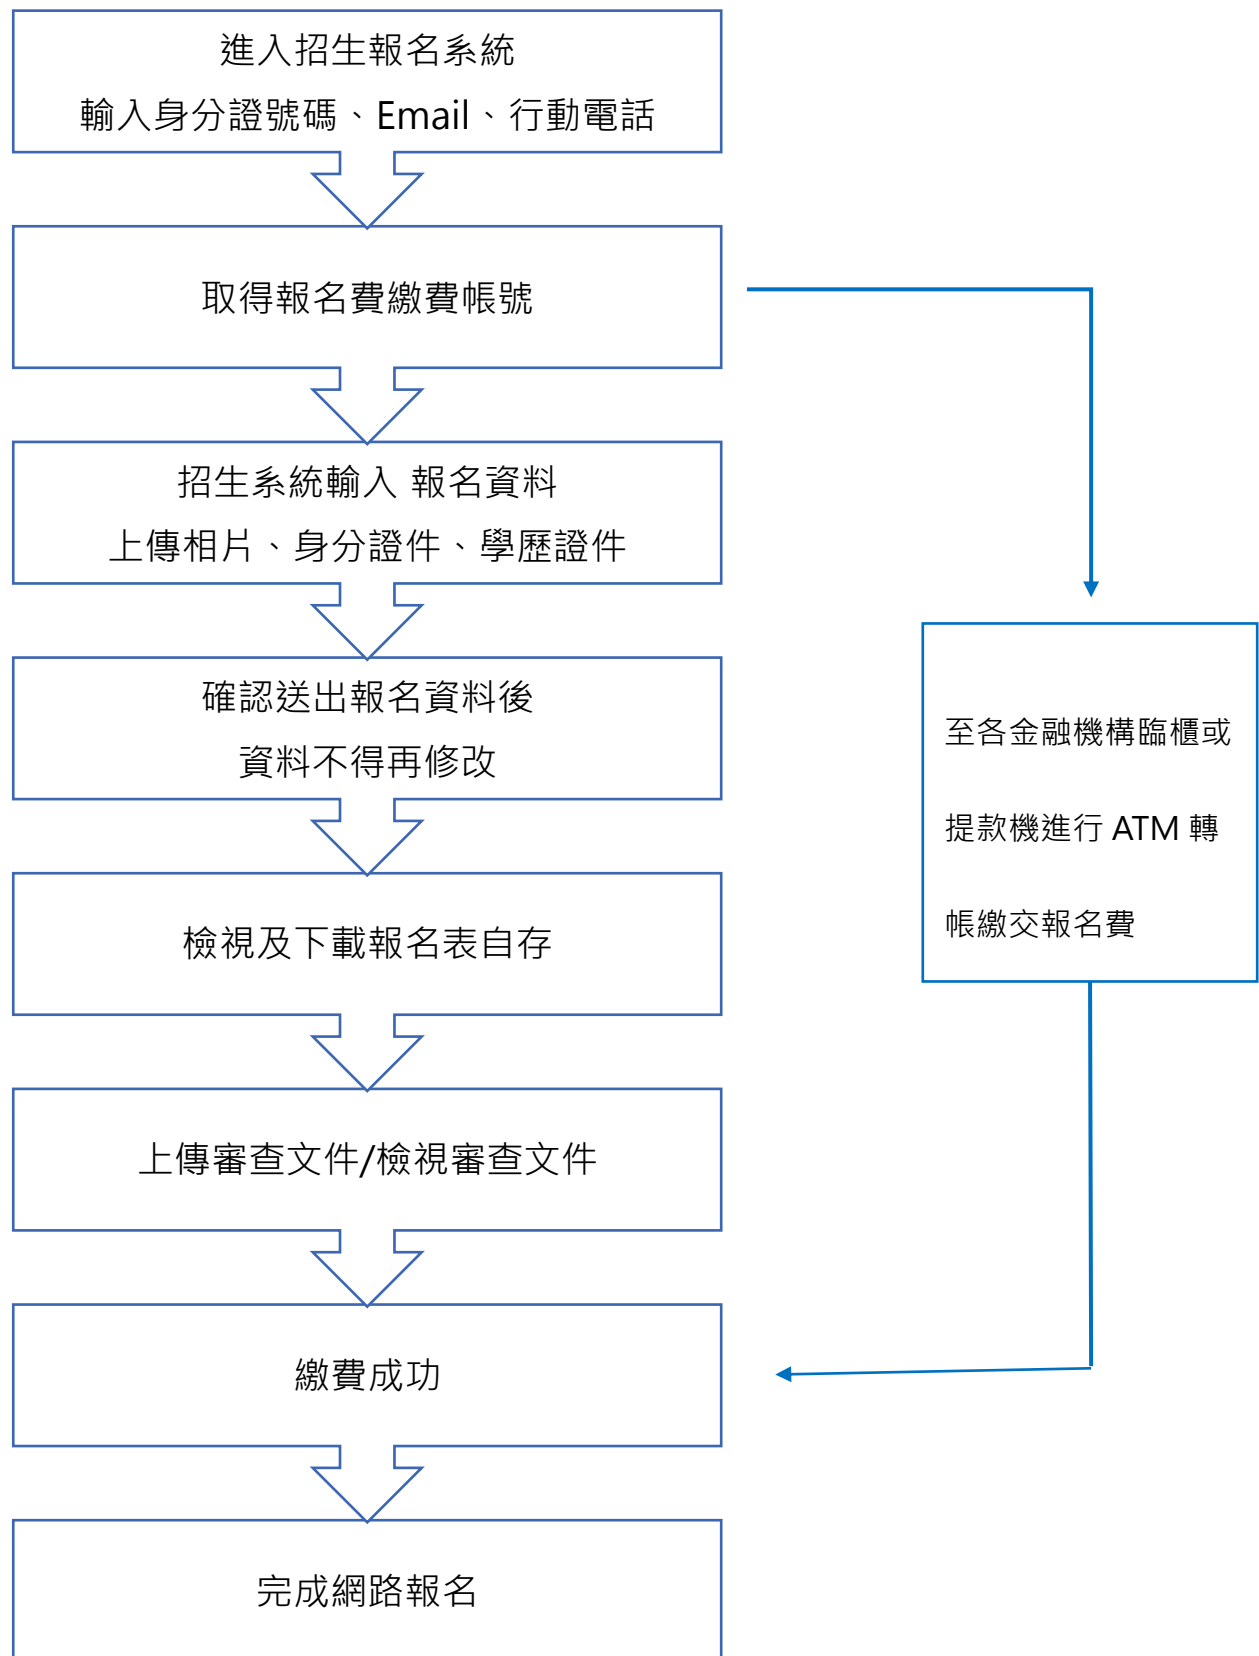 進入招生報名系統
輸入身分證號碼、Email、行動電話
取得報名費繳費帳號
招生系統輸入 報名資料
上傳相片、身分證件、學歷證件
確認送出報名資料後
資料不得再修改
檢視及下載報名表自存
上傳審查文件/檢視審查文件
繳費成功
完成網路報名
至各金融機構臨櫃或
提款機進行 ATM 轉
帳繳交報名費